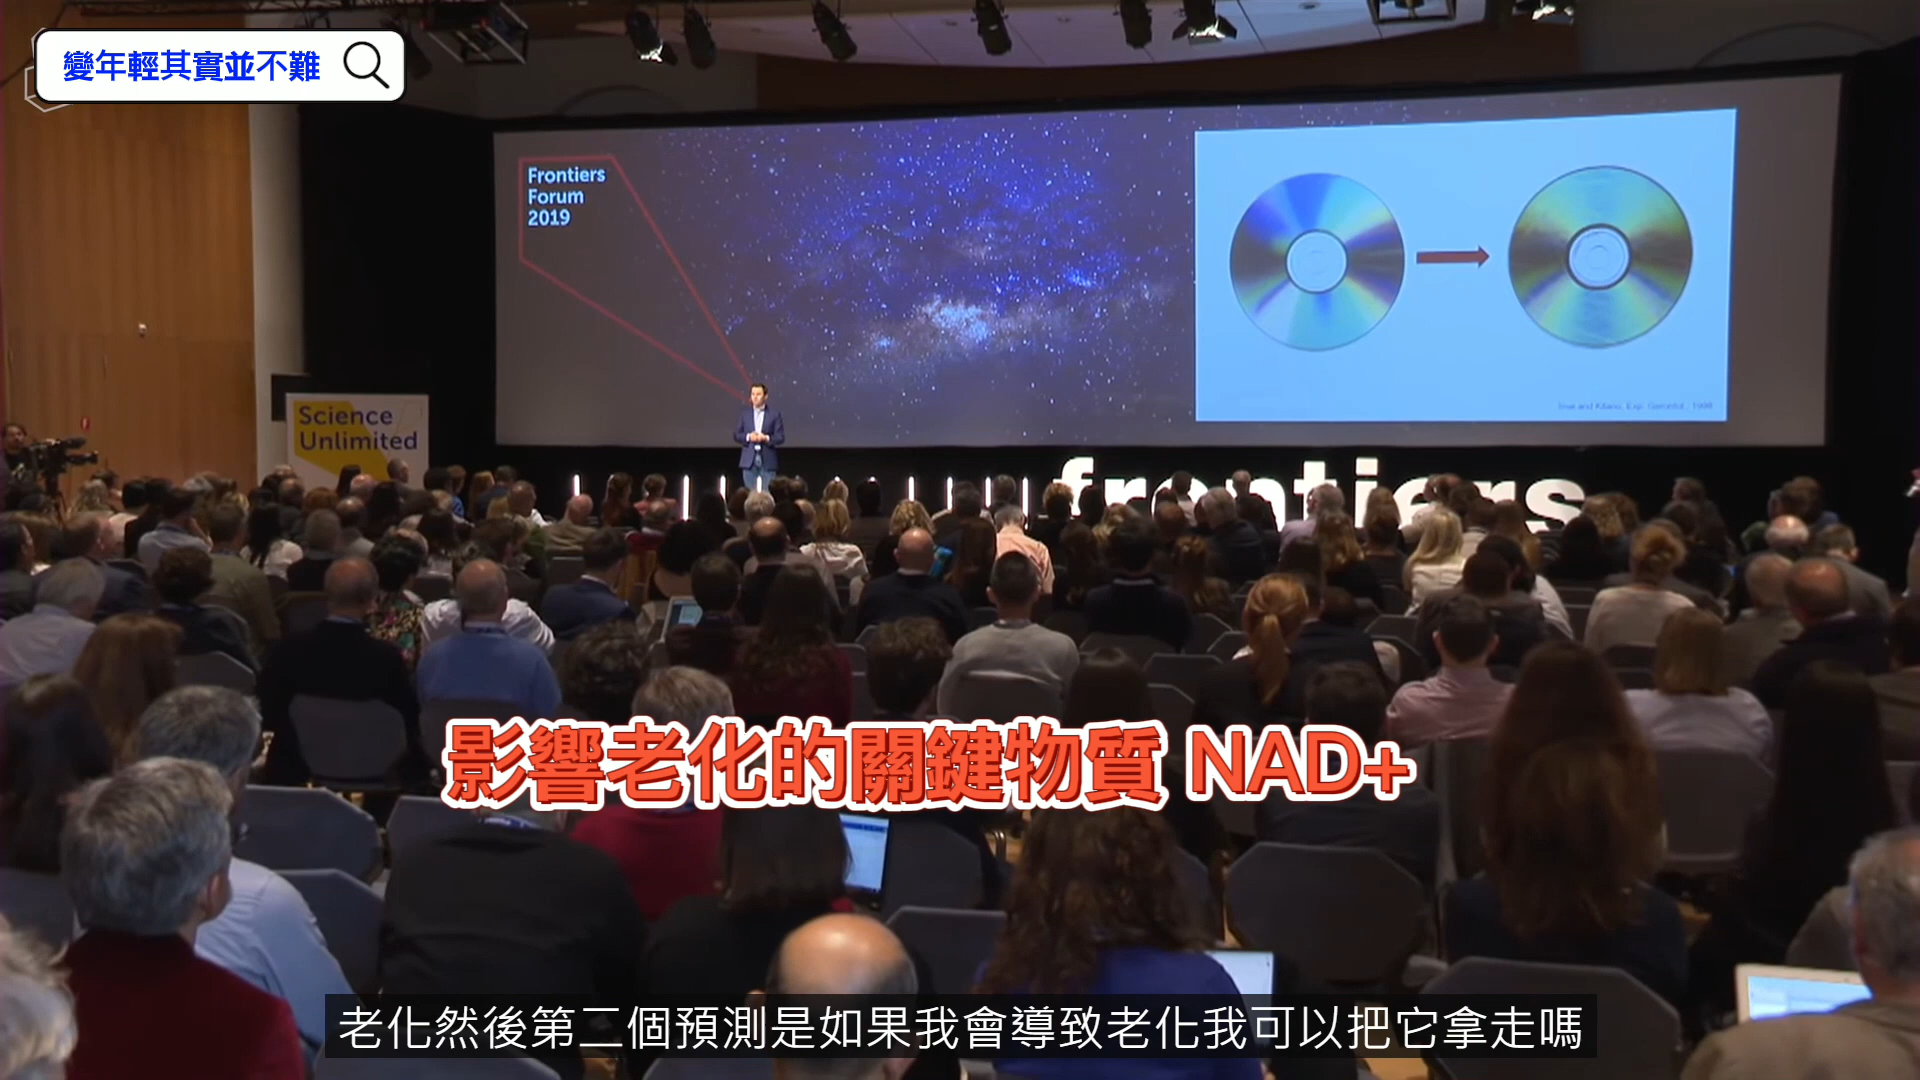 變年輕其實並不難
Frontiers
Forum
2019
Science
Unlimited
frontiers
影響老化的關鍵物質 NAD+
老化然後第二個預測是如果我會導致老化我可以把它拿走嗎